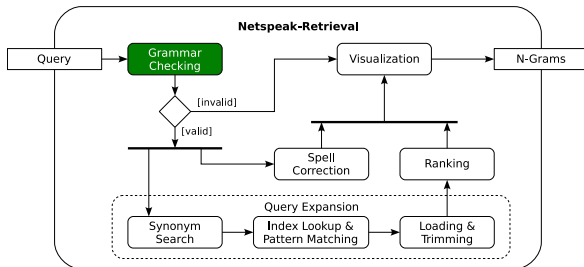 Netspeak-Retrieval
Query
Grammar
Checking
Visualization
N-Grams
[invalid]
[valid]
Spell
Correction
Ranking
Query Expansion
Synonym
Search
Index Lookup &
Pattern Matching
Loading &
Trimming